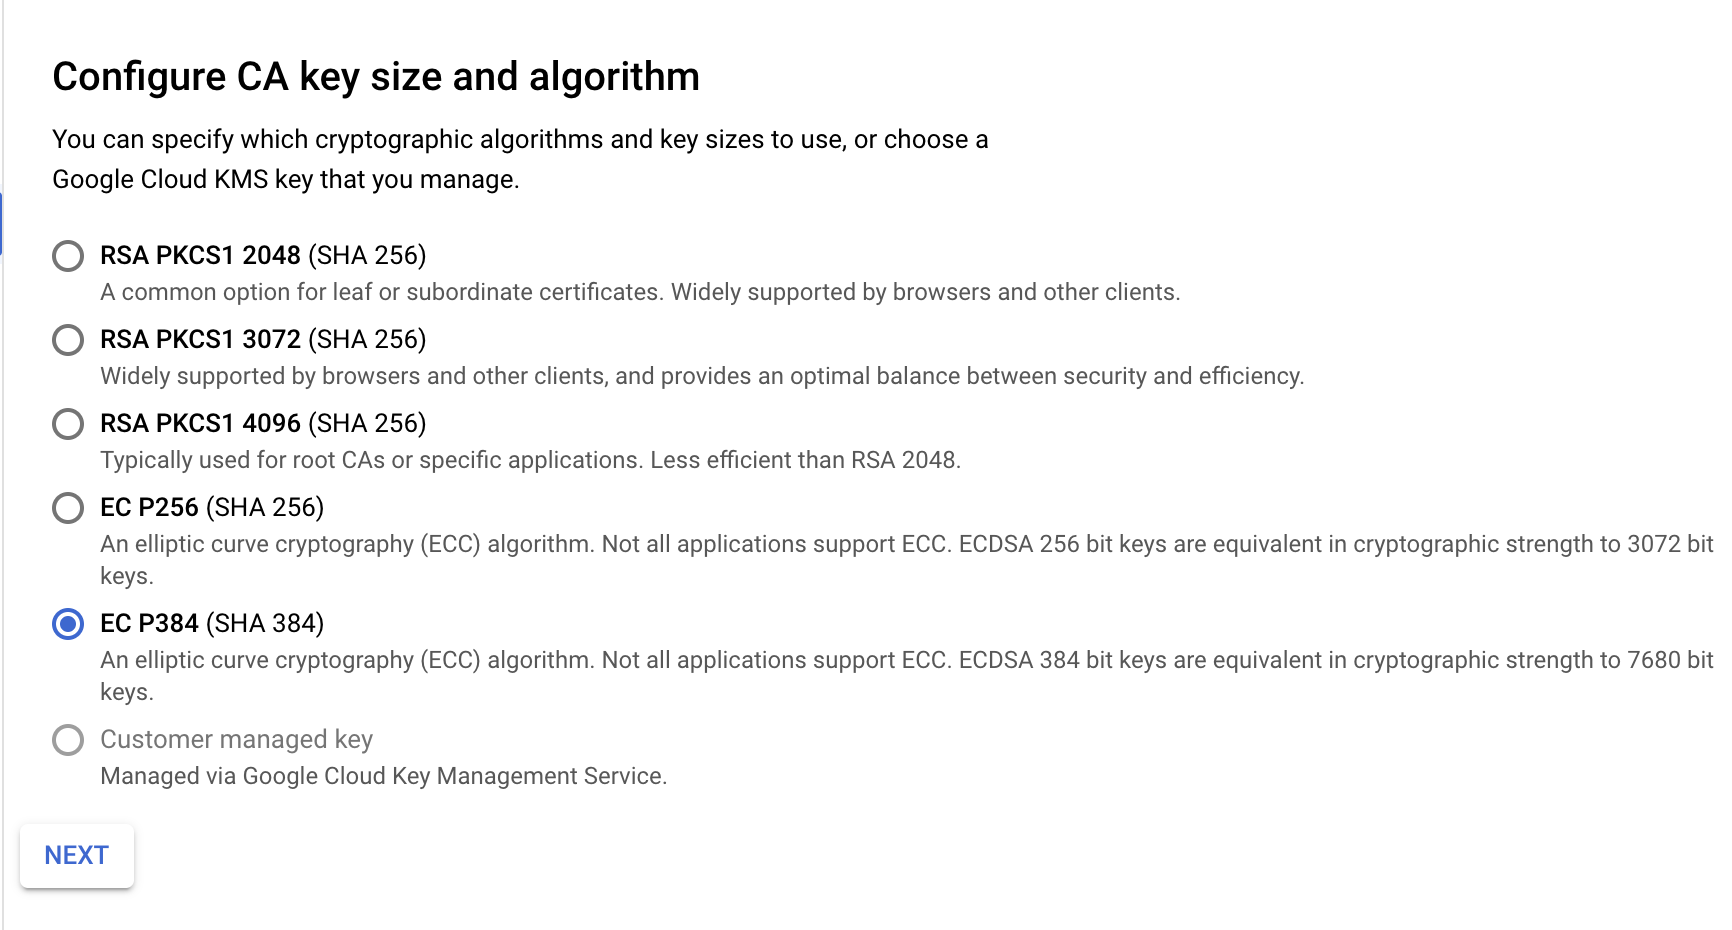 Configure CA key size and algorithm
You can specify which cryptographic algorithms and key sizes to use, or choose a
Google Cloud KMS key that you manage.
RSA PKCS1 2048 (SHA 256)
A common option for leaf or subordinate certificates. Widely supported by browsers and other clients.
RSA PKCS1 3072 (SHA 256)
Widely supported by browsers and other clients, and provides an optimal balance between security and efficiency.
RSA PKCS1 4096 (SHA 256)
Typically used for root CAs or specific applications. Less efficient than RSA 2048.
EC P256 (SHA 256)
An elliptic curve cryptography (ECC) algorithm. Not all applications support ECC. ECDSA 256 bit keys are equivalent in cryptographic strength to 3072 bit
keys.
EC P384 (SHA 384)
An elliptic curve cryptography (ECC) algorithm. Not all applications support ECC. ECDSA 384 bit keys are equivalent in cryptographic strength to 7680 bit
keys.
Customer managed key
Managed via Google Cloud Key Management Service.
NEXT